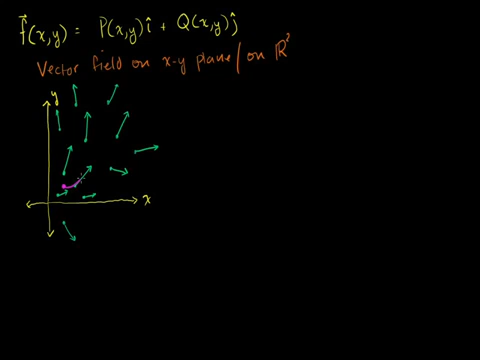 f⃗(x,y) = P(x,y)î + Q(x,y)ĵ
Vector field on x-y plane/on ℝ²
y
x